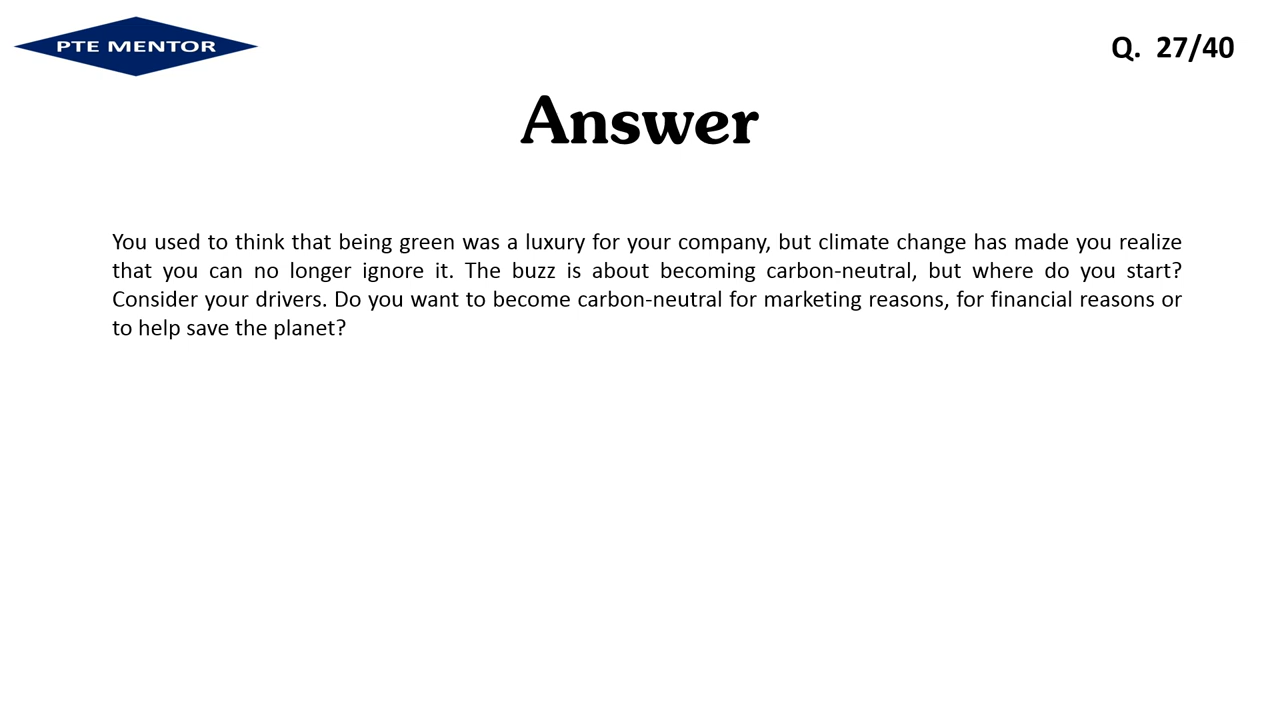 PTE MENTOR
Q. 27/40
Answer
You used to think that being green was a luxury for your company, but climate change has made you realize
that you can no longer ignore it. The buzz is about becoming carbon-neutral, but where do you start?
Consider your drivers. Do you want to become carbon-neutral for marketing reasons, for financial reasons or
to help save the planet?